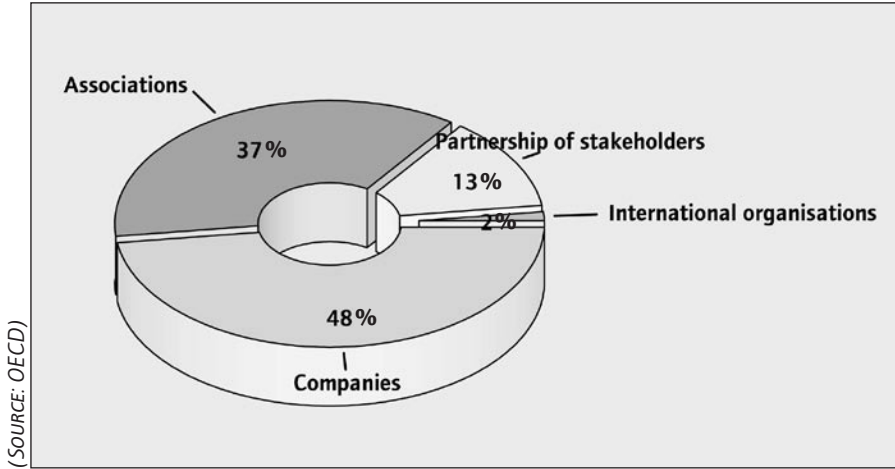 Associations
37%
Partnership of stakeholders
13%
International organisations
2%
48%
Companies
(SOURCE: OECD)